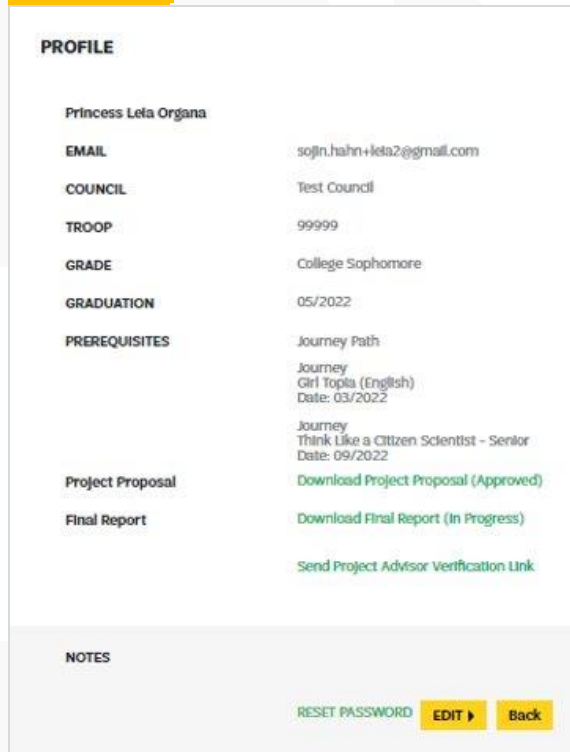 PROFILE
Princess Leia Organa
EMAIL sojin.hahn+leia2@gmail.com
COUNCIL Test Council
TROOP 99999
GRADE College Sophomore
GRADUATION 05/2022
PREREQUISITES Journey Path
Journey
Girl Topia (English)
Date: 03/2022
Journey
Think Like a Citizen Scientist - Senior
Date: 09/2022
Project Proposal Download Project Proposal (Approved)
Final Report Download Final Report (In Progress)
Send Project Advisor Verification Link
NOTES
RESET PASSWORD EDIT Back